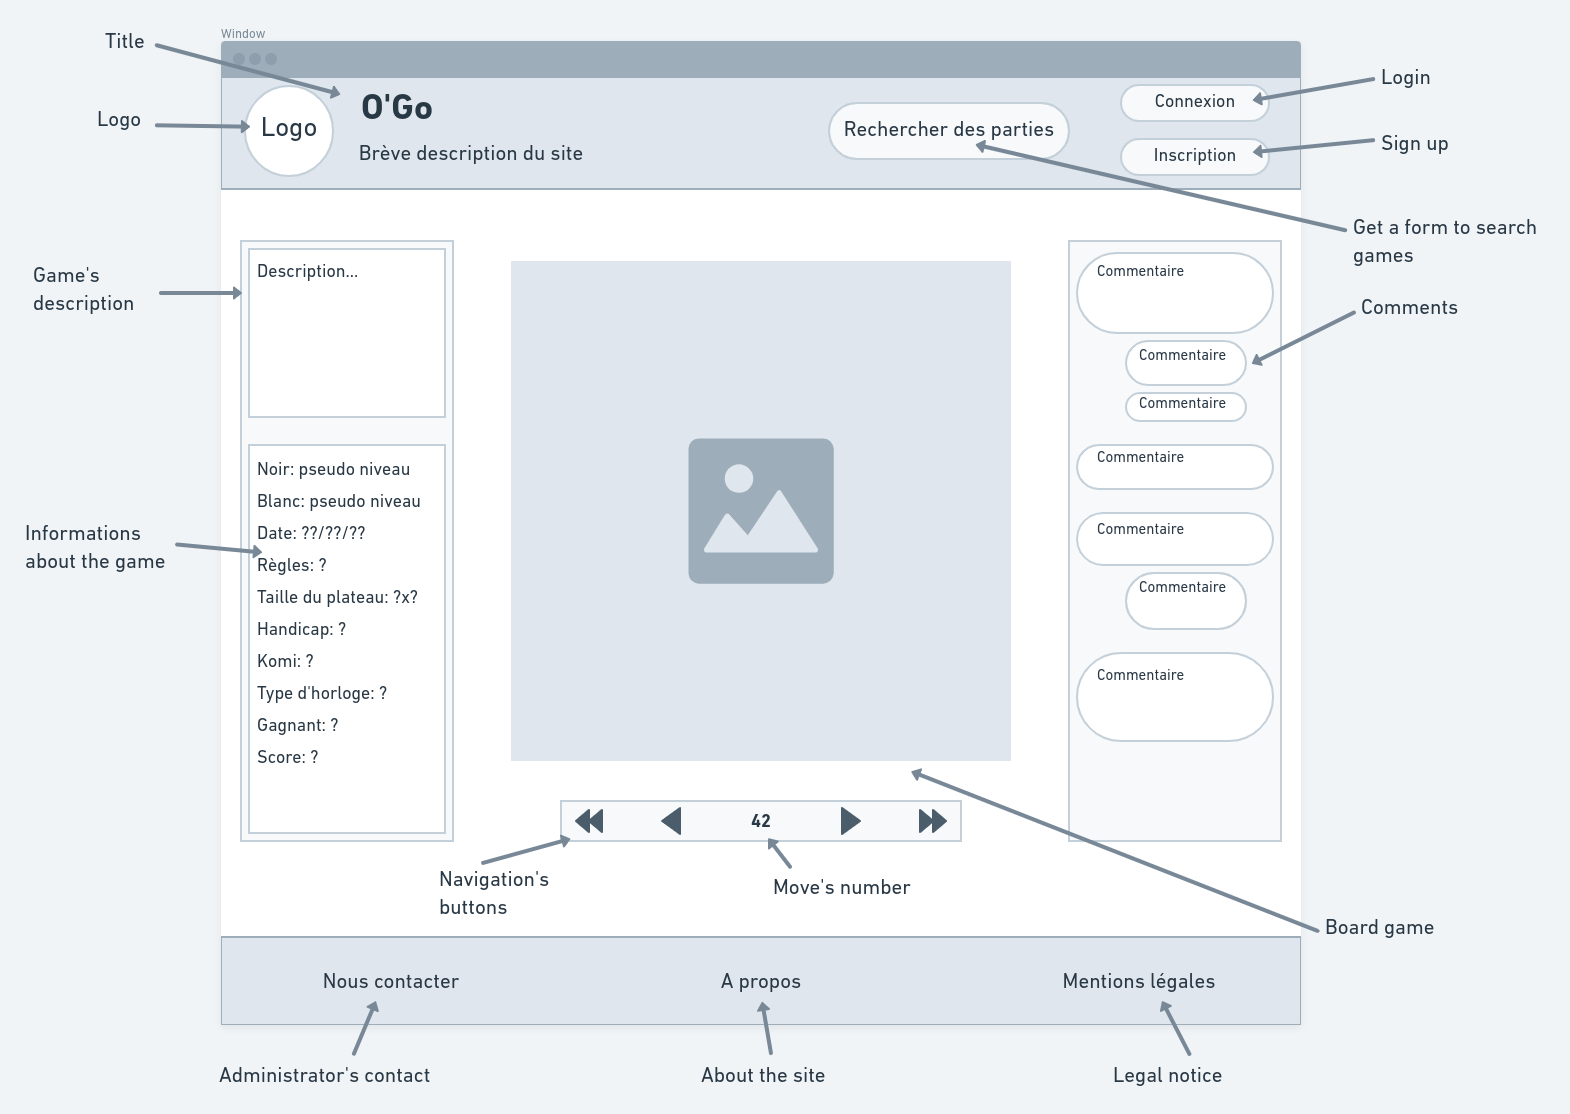 Window
Title
Logo
Logo
O'Go
Brève description du site
Rechercher des parties
Connexion
Inscription
Login
Sign up
Get a form to search
games
Game's
description
Description...
Informations
about the game
Noir: pseudo niveau
Blanc: pseudo niveau
Date: ??/??/??
Règles: ?
Taille du plateau: ?x?
Handicap: ?
Komi: ?
Type d'horloge: ?
Gagnant: ?
Score: ?
Commentaire
Commentaire
Commentaire
Commentaire
Commentaire
Commentaire
Commentaire
Comments
42
Navigation's
buttons
Move's number
Board game
Nous contacter
A propos
Mentions légales
Administrator's contact
About the site
Legal notice